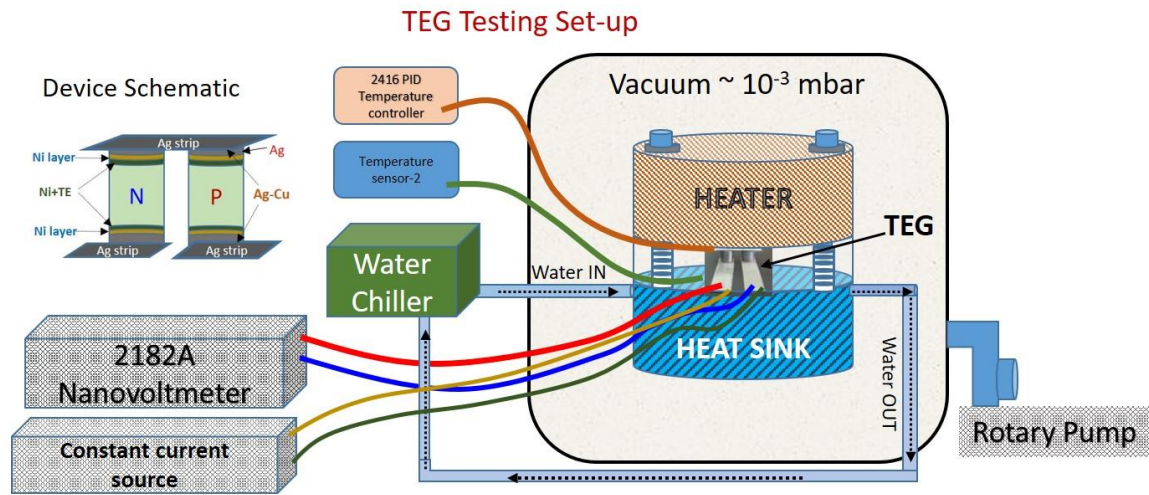 TEG Testing Set-up
Device Schematic
Ag strip
Ni layer
Ag
Ni+TE
N
P
Ag-Cu
Ni layer
Ag strip
Ag strip
2416 PID
Temperature
controller
Temperature
sensor-2
Vacuum ~ 10⁻³ mbar
HEATER
TEG
Water IN
Water
Chiller
HEAT SINK
Water OUT
2182A
Nanovoltmeter
Constant current
source
Rotary Pump